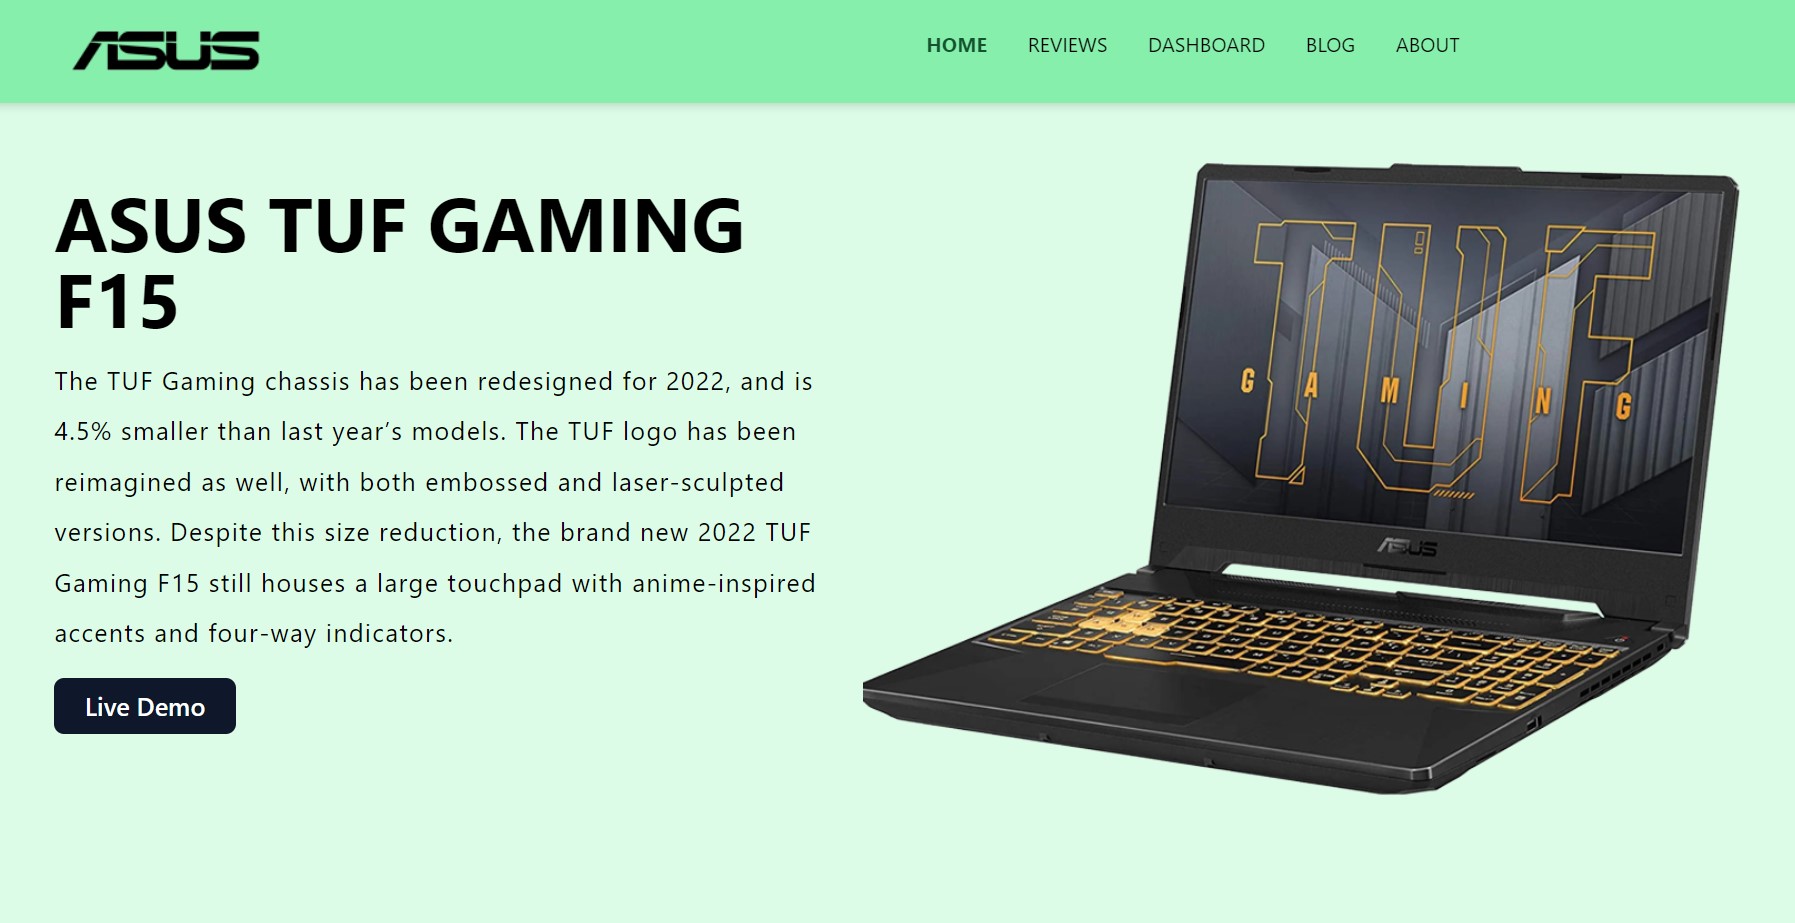 ASUS
HOME REVIEWS DASHBOARD BLOG ABOUT
ASUS TUF GAMING
F15
The TUF Gaming chassis has been redesigned for 2022, and is
4.5% smaller than last year’s models. The TUF logo has been
reimagined as well, with both embossed and laser-sculpted
versions. Despite this size reduction, the brand new 2022 TUF
Gaming F15 still houses a large touchpad with anime-inspired
accents and four-way indicators.
Live Demo
TUF
GAMING
ASUS